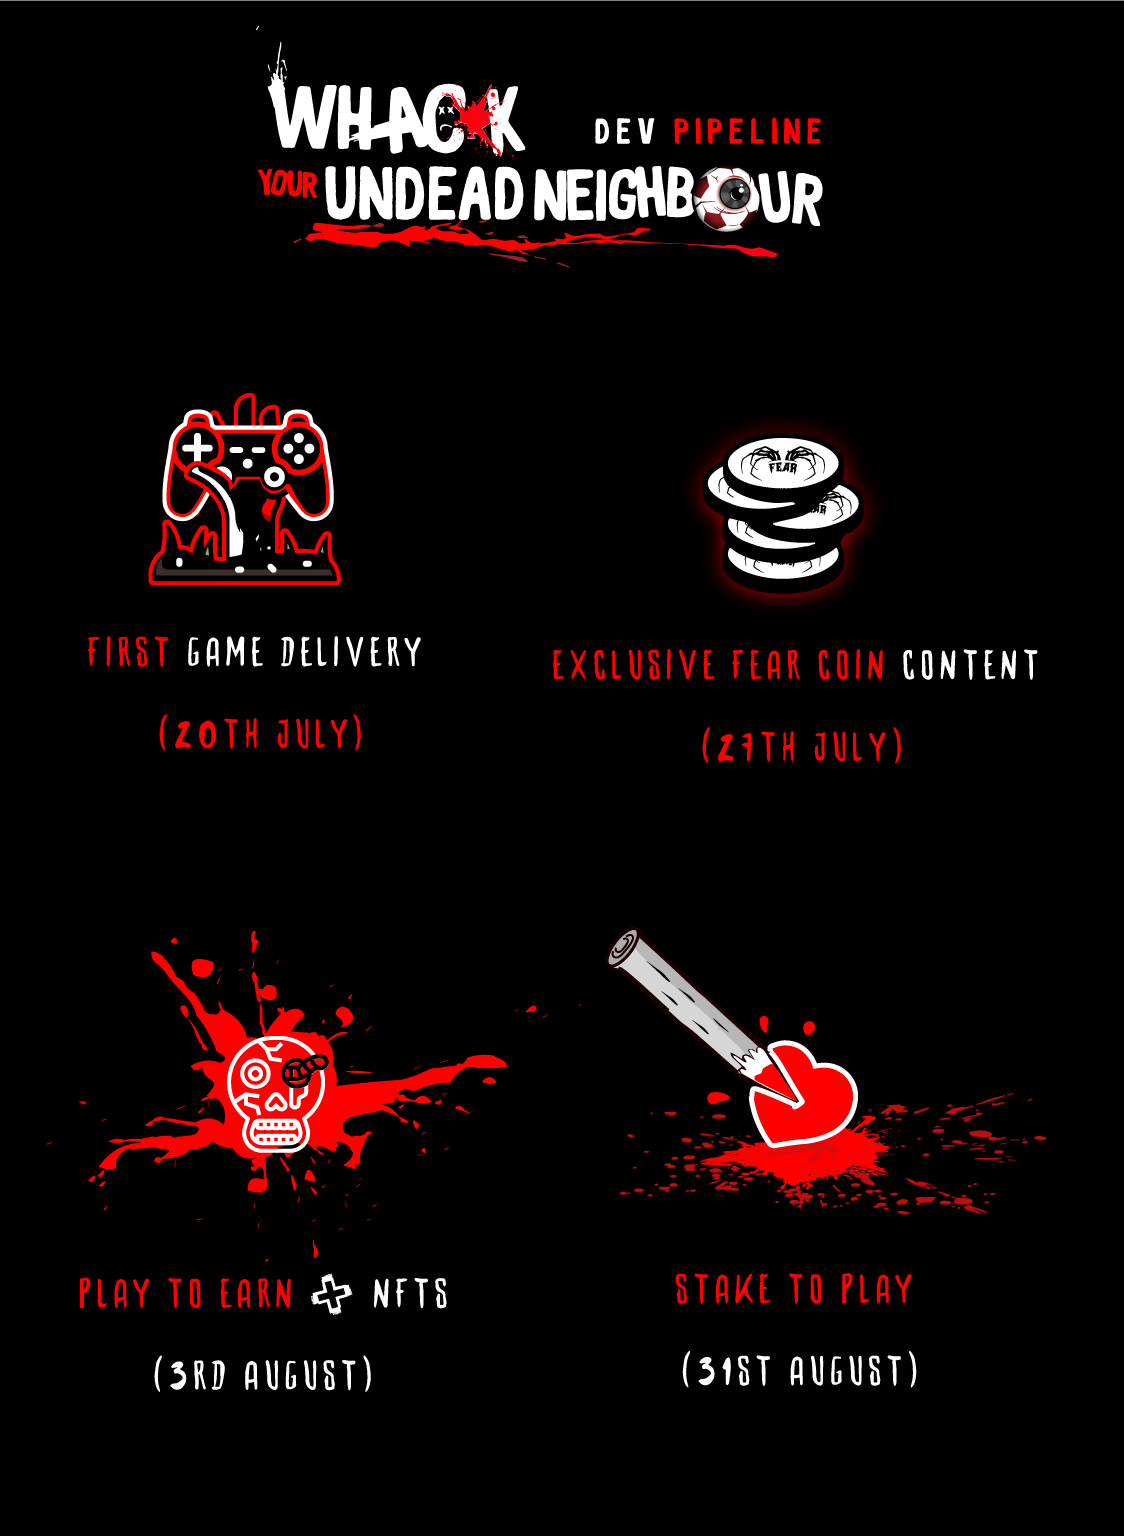 WHACK
DEV PIPELINE
YOUR UNDEAD NEIGHBOUR
FEAR
FIRST GAME DELIVERY
EXCLUSIVE FEAR COIN CONTENT
(20TH JULY)
(27TH JULY)
PLAY TO EARN + NFTS
STAKE TO PLAY
(3RD AUGUST)
(31ST AUGUST)